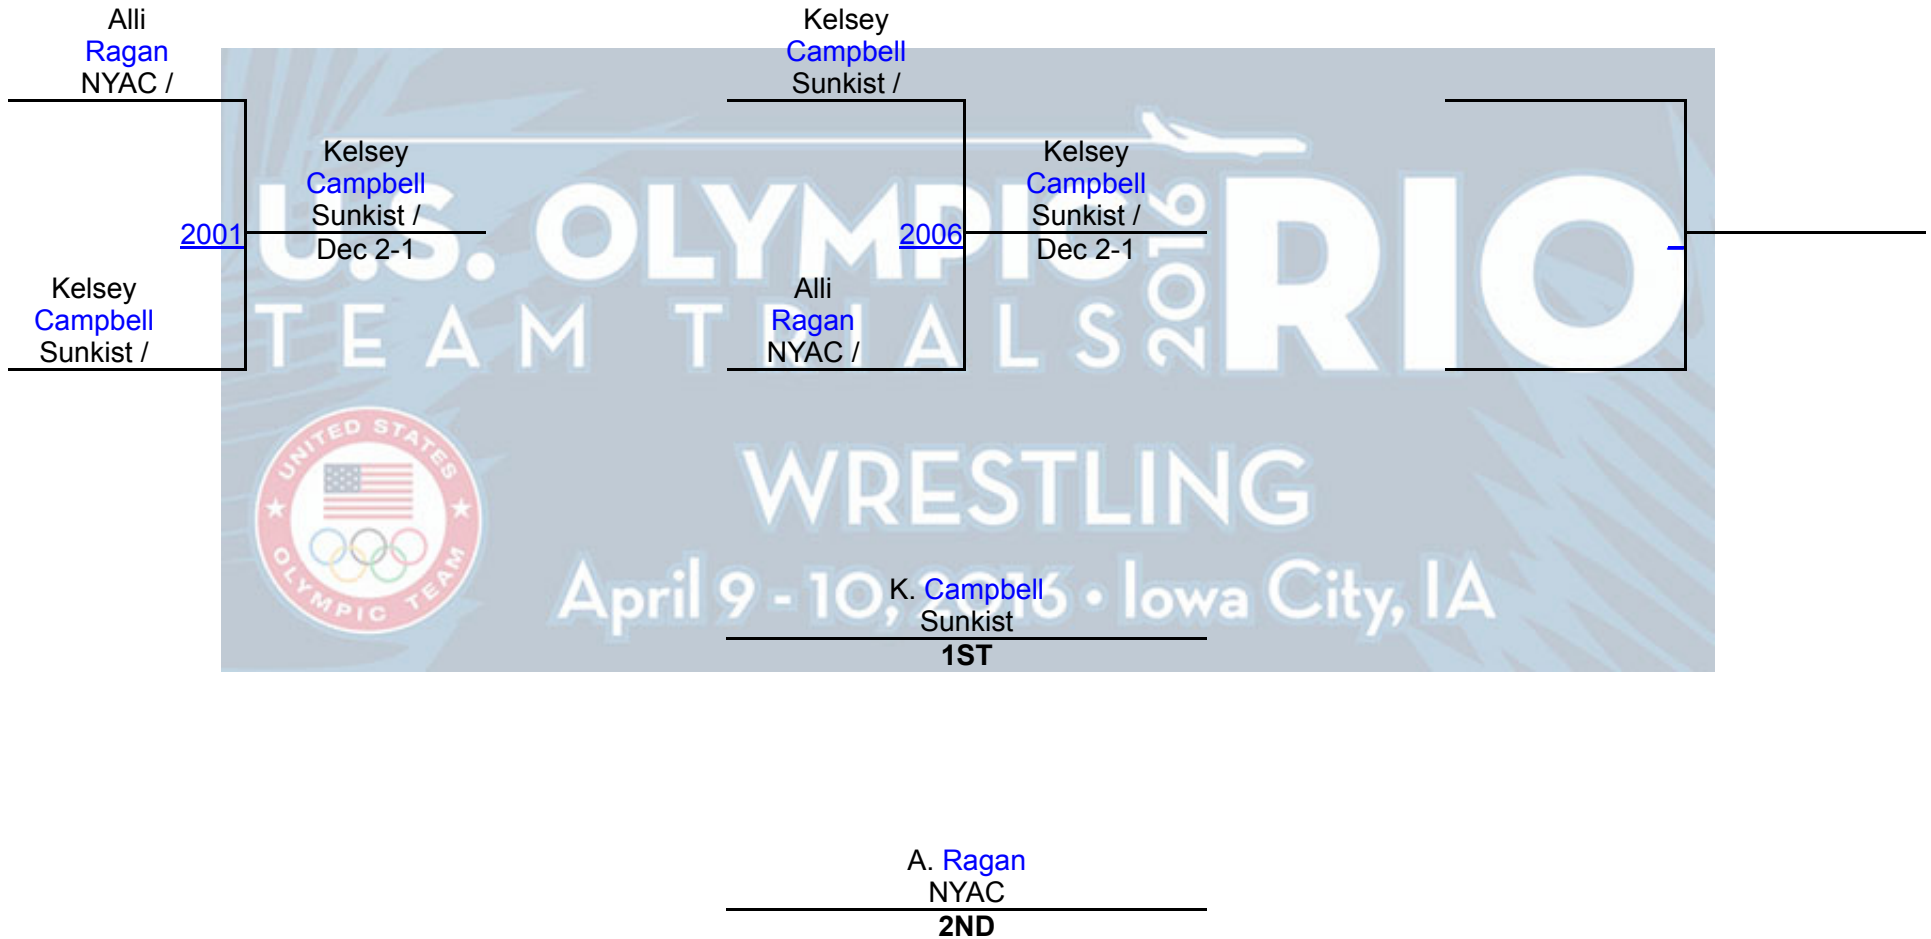 Alli
Ragan
NYAC /
Kelsey
Campbell
Sunkist /
2001
Kelsey
Campbell
Sunkist /
Dec 2-1
Kelsey
Campbell
Sunkist /
Alli
Ragan
NYAC /
2006
Kelsey
Campbell
Sunkist /
Dec 2-1
U.S. OLYMPIC
TEAM TRIALS
2016
RIO
UNITED STATES
OLYMPIC TEAM
WRESTLING
April 9 - 10, 2016 • Iowa City, IA
K. Campbell
Sunkist
1ST
A. Ragan
NYAC
2ND